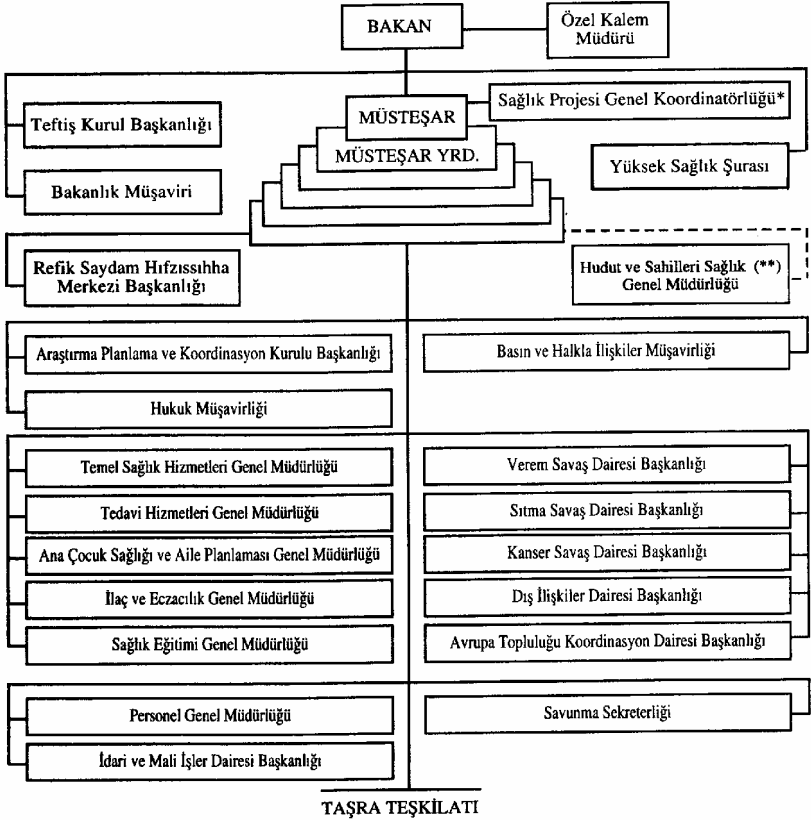 BAKAN
Özel Kalem
Müdürü
MÜSTEŞAR
Sağlık Projesi Genel Koordinatörlüğü*
Teftiş Kurul Başkanlığı
MÜSTEŞAR YRD.
Yüksek Sağlık Şurası
Bakanlık Müşaviri
Refik Saydam Hıfzıssıhha
Merkezi Başkanlığı
Hudut ve Sahilleri Sağlık (**)
Genel Müdürlüğü
Araştırma Planlama ve Koordinasyon Kurulu Başkanlığı
Basın ve Halkla İlişkiler Müşavirliği
Hukuk Müşavirliği
Temel Sağlık Hizmetleri Genel Müdürlüğü
Verem Savaş Dairesi Başkanlığı
Tedavi Hizmetleri Genel Müdürlüğü
Sıtma Savaş Dairesi Başkanlığı
Ana Çocuk Sağlığı ve Aile Planlaması Genel Müdürlüğü
Kanser Savaş Dairesi Başkanlığı
İlaç ve Eczacılık Genel Müdürlüğü
Dış İlişkiler Dairesi Başkanlığı
Sağlık Eğitimi Genel Müdürlüğü
Avrupa Topluluğu Koordinasyon Dairesi Başkanlığı
Personel Genel Müdürlüğü
Savunma Sekreterliği
İdari ve Mali İşler Dairesi Başkanlığı
TAŞRA TEŞKİLATI